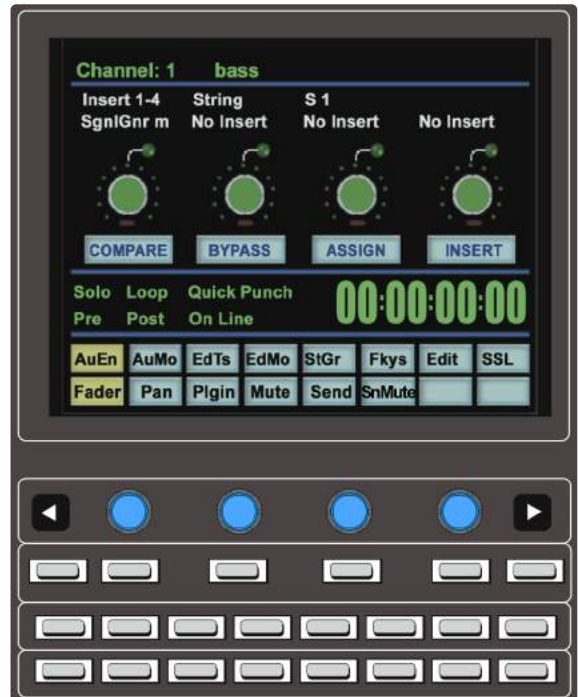 Channel: 1 bass
Insert 1-4 String S 1
SgnlGnr m No Insert No Insert No Insert
COMPARE BYPASS ASSIGN INSERT
Solo Loop Quick Punch
Pre Post On Line
00:00:00:00
AuEn AuMo EdTs EdMo StGr Fkys Edit SSL
Fader Pan Plgin Mute Send SnMute